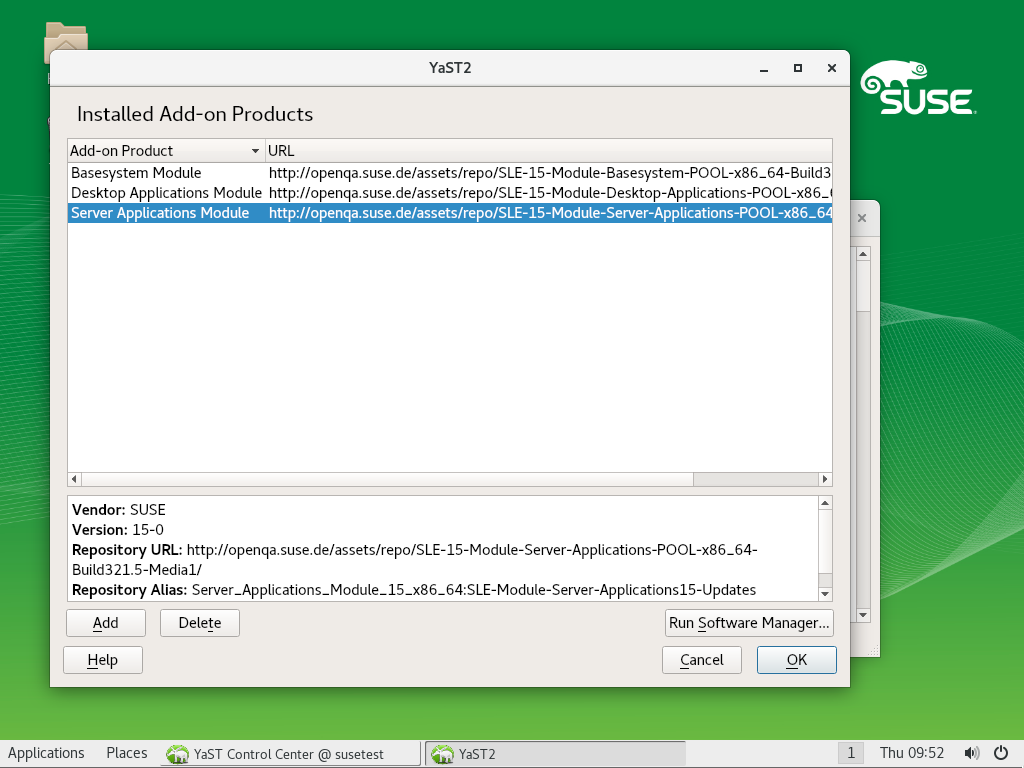 YaST2
SUSE
Installed Add-on Products
Add-on Product URL
Basesystem Module http://openqa.suse.de/assets/repo/SLE-15-Module-Basesystem-POOL-x86_64-Build3
Desktop Applications Module http://openqa.suse.de/assets/repo/SLE-15-Module-Desktop-Applications-POOL-x86_
Server Applications Module http://openqa.suse.de/assets/repo/SLE-15-Module-Server-Applications-POOL-x86_64
Vendor: SUSE
Version: 15-0
Repository URL: http://openqa.suse.de/assets/repo/SLE-15-Module-Server-Applications-POOL-x86_64-
Build321.5-Media1/
Repository Alias: Server_Applications_Module_15_x86_64:SLE-Module-Server-Applications15-Updates
Add Delete Run Software Manager...
Help Cancel OK
Applications Places YaST Control Center @ susetest YaST2 1 Thu 09:52